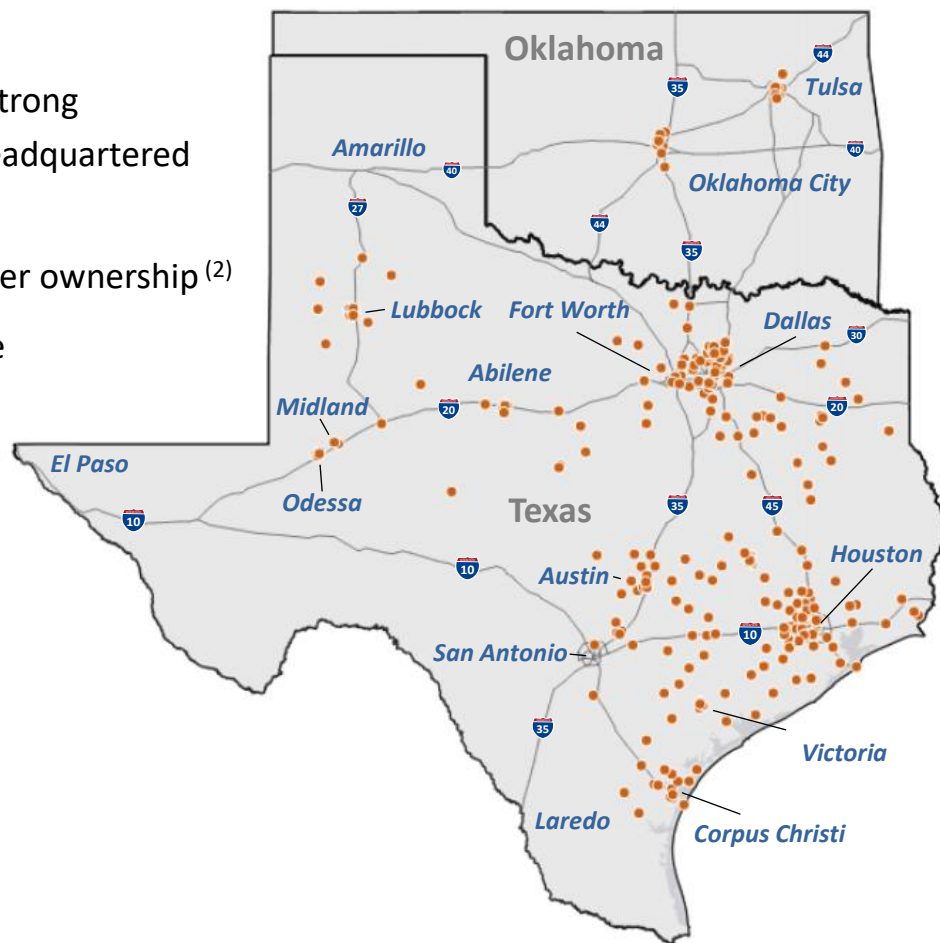 Oklahoma
44
35
Tulsa
trong
Amarillo
eadquartered
40
40
Oklahoma City
27
44
35
er ownership (2)
Lubbock
Fort Worth
Dallas
30
e
Abilene
Midland
20
20
El Paso
Odessa
10
Texas
35
45
10
Austin
Houston
10
San Antonio
35
Victoria
Laredo
Corpus Christi